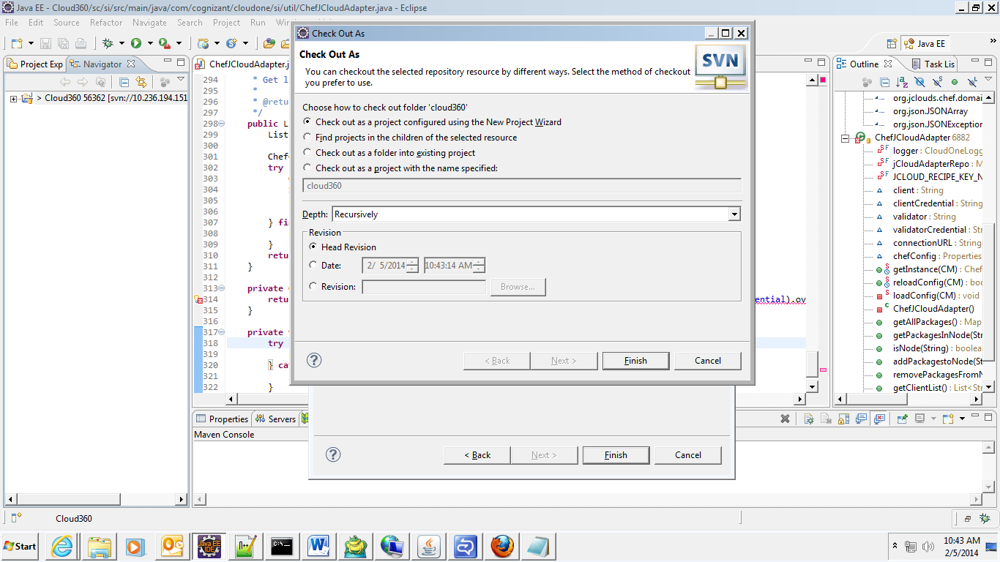 Java EE - Cloud360/sc/si/src/main/java/com/cognizant/cloudone/si/util/ChefJCloudAdapter.java - Eclipse
File Edit Source Refactor Navigate Search Project Run
Java EE
Project Exp
Navigator
> Cloud360 56362 [svn://10.236.194.151
ChefJCloudAdapter.j
294 * Get l
295 *
296 * @retu
297 */
298 public L
299 List
300
301 Chef
302 try
303
304
305
306
307 } fi
308
309 }
310 retu
311 }
312
313 private
314 retu
ential).ov
315 }
316
317 private
318 try
319
320 } cat
321
322 }
Check Out As
Check Out As
You can checkout the selected repository resource by different ways. Select the method of checkout
you prefer to use.
SVN
Choose how to check out folder 'cloud360'
Check out as a project configured using the New Project Wizard
Find projects in the children of the selected resource
Check out as a folder into existing project
Check out as a project with the name specified:
cloud360
Depth: Recursively
Revision
Head Revision
Date: 2/ 5/2014 10:43:14 AM
Revision: Browse...
< Back Next > Finish Cancel
< Back Next > Finish Cancel
Outline
Task Lis
org.jclouds.chef.domai
org.json.JSONArray
org.json.JSONException
ChefJCloudAdapter 6882
logger : CloudOneLogg
jCloudAdapterRepo : M
JCLOUD_RECIPE_KEY_N
client : String
clientCredential : String
validator : String
validatorCredential : Str
connectionURL : String
chefConfig : Properties
getInstance(CM) : Chef
reloadConfig(CM) : boo
loadConfig(CM) : void
ChefJCloudAdapter()
getAllPackages() : Map
getPackagesInNode(Str
isNode(String) : boolea
addPackagestoNode(St
removePackagesFromN
getClientList() : List<Str
Properties
Servers
Maven Console
Cloud360
Start
Java EE
IDE
10:43 AM
2/5/2014